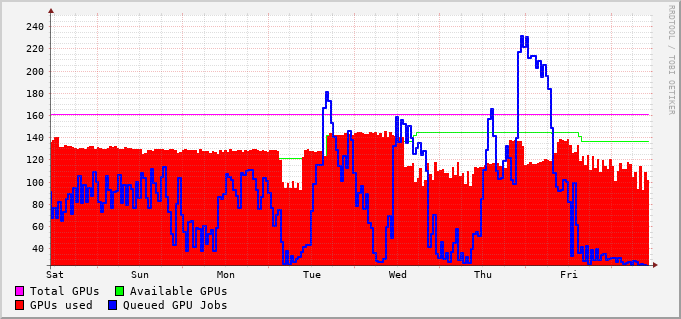 240
220
200
180
160
140
120
100
80
60
40
Sat Sun Mon Tue Wed Thu Fri
Total GPUs Available GPUs
GPUs used Queued GPU Jobs
RRDTOOL / TOBI OETIKER